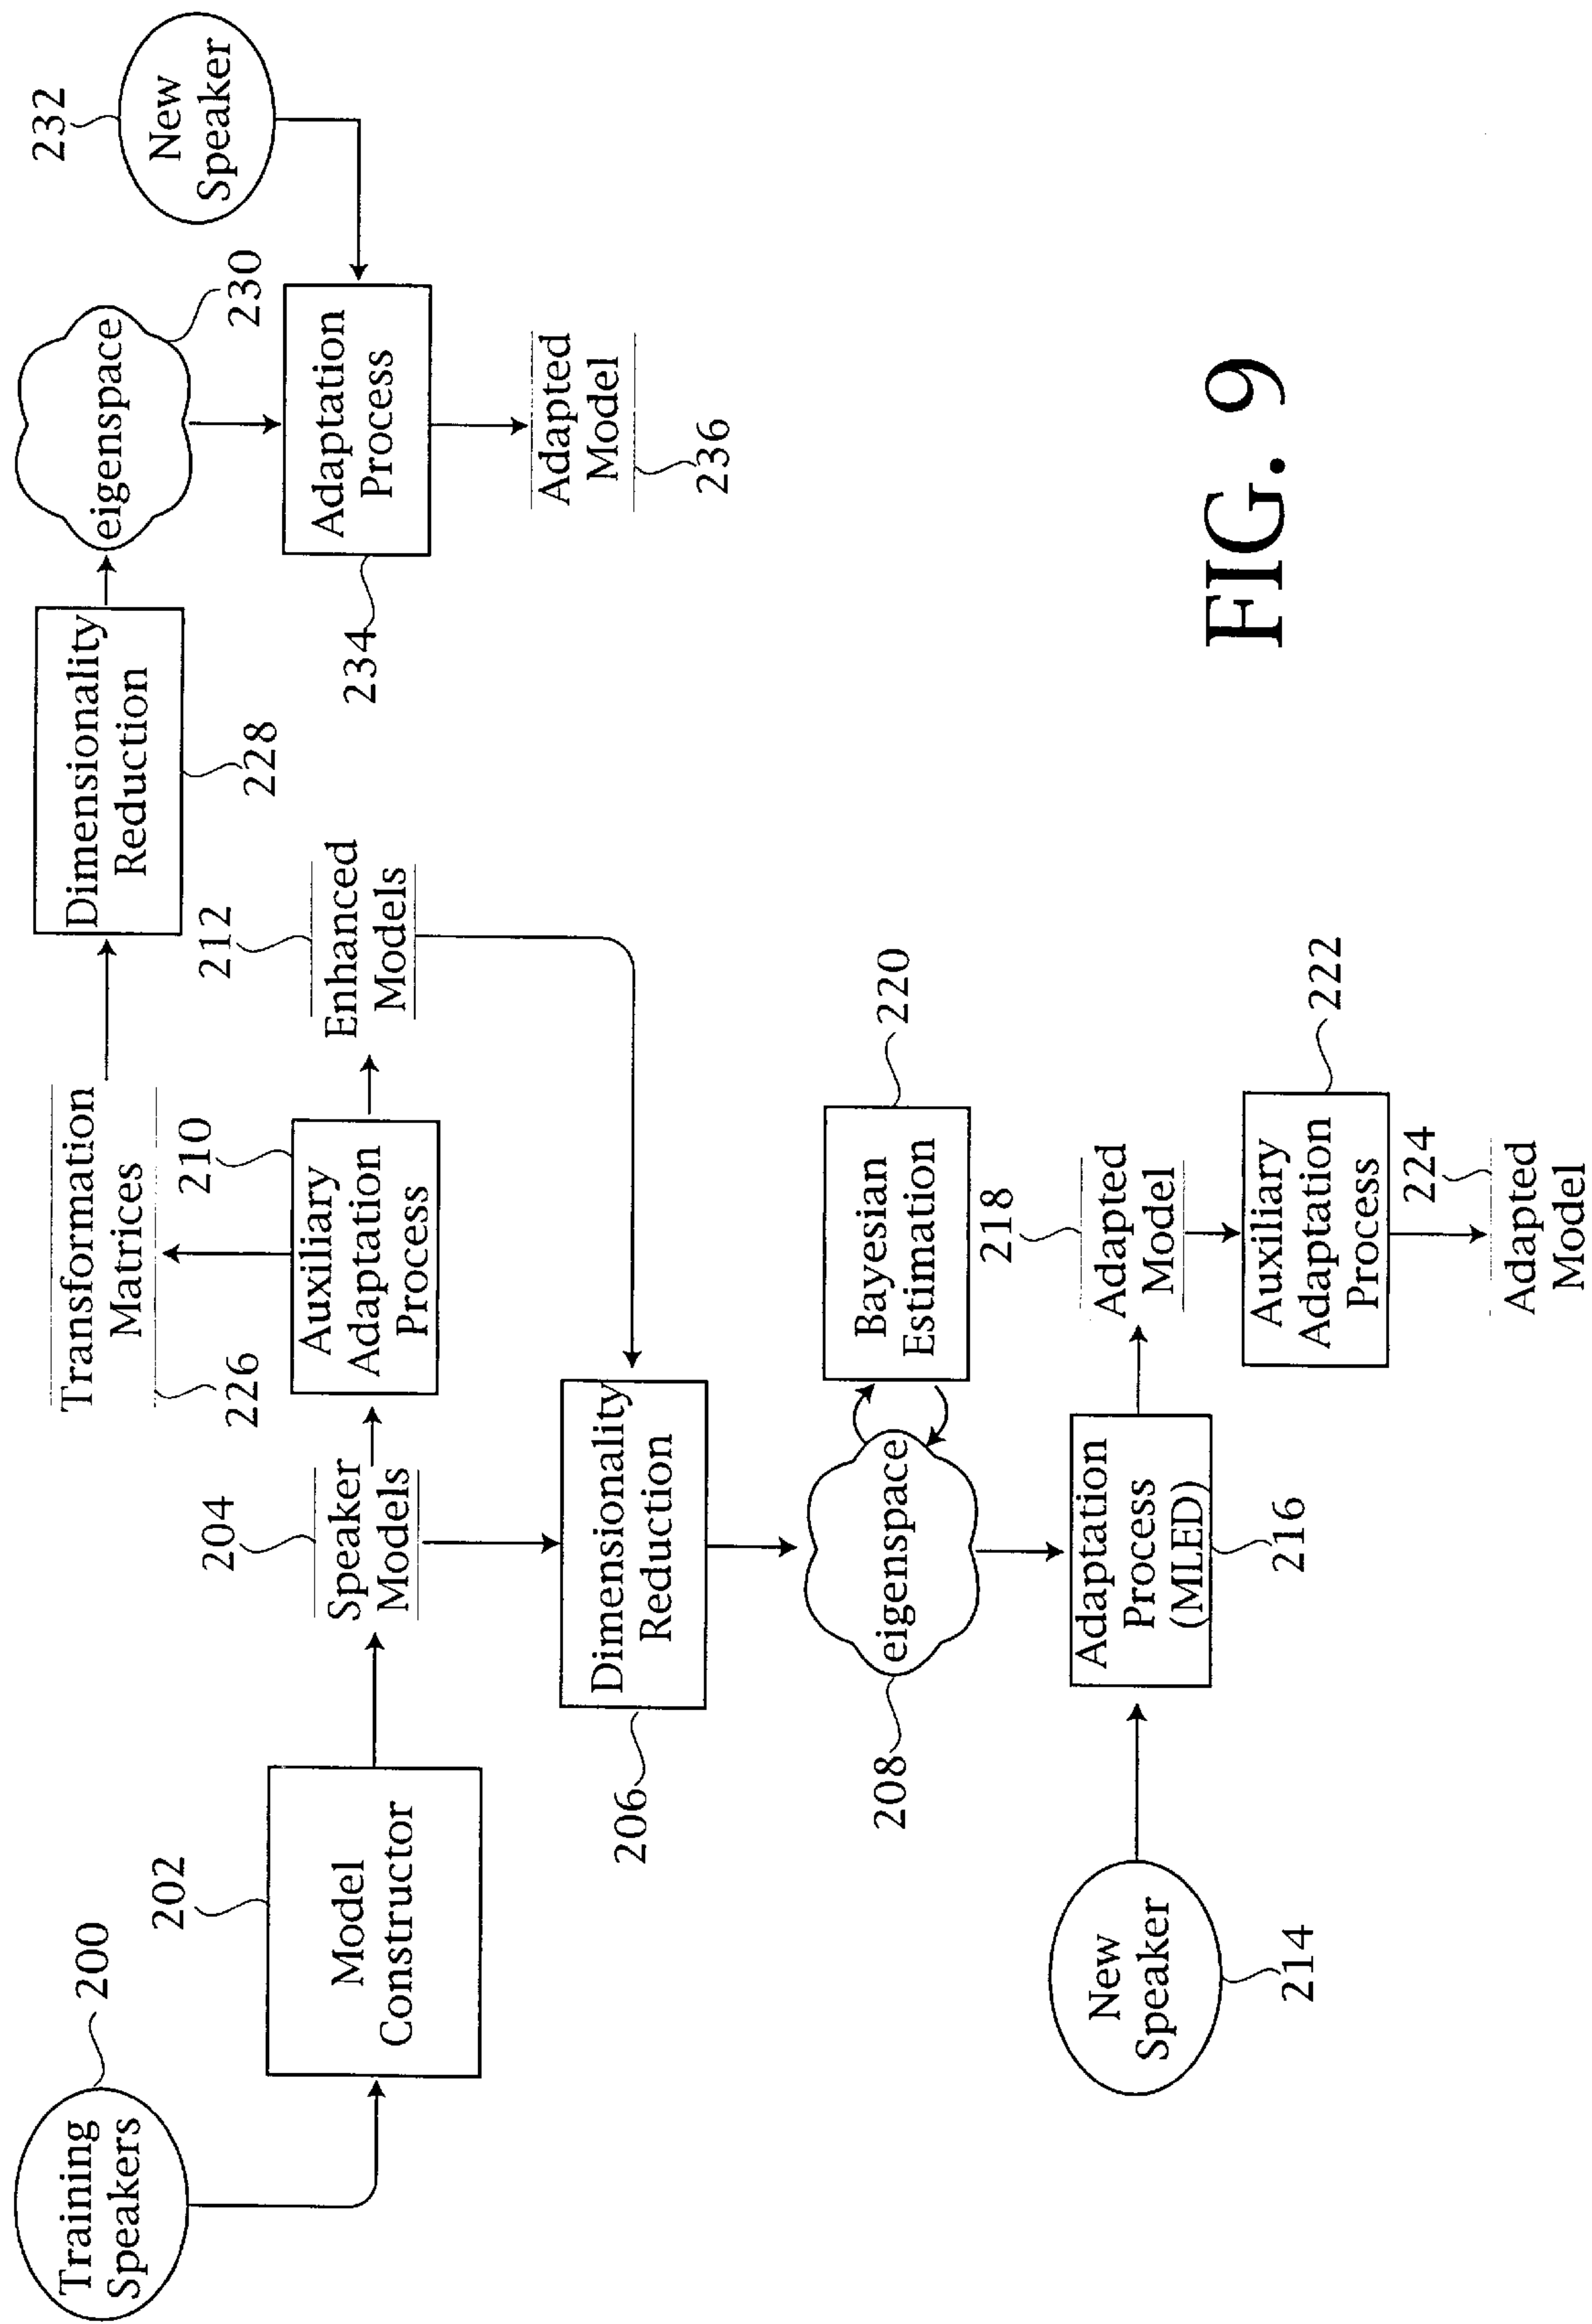 Training
Speakers
200
202
Model
Constructor
204
Speaker
Models
Transformation
Matrices
226
210
Auxiliary
Adaptation
Process
212
Enhanced
Models
Dimensionality
Reduction
228
eigenspace
230
232
New
Speaker
Adaptation
Process
234
Adapted
Model
236
Dimensionality
Reduction
206
eigenspace
208
Bayesian
Estimation
220
New
Speaker
214
Adaptation
Process
(MLED)
216
218
Adapted
Model
Auxiliary
Adaptation
Process
222
224
Adapted
Model
FIG. 9